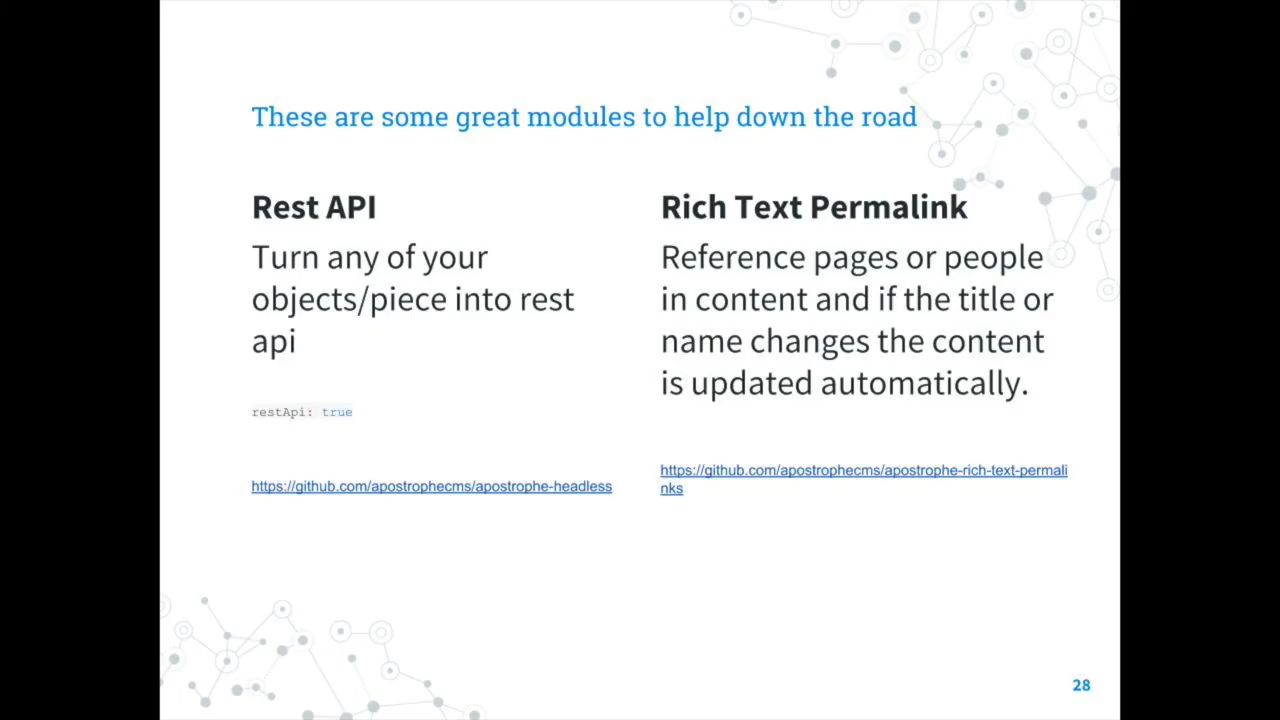 These are some great modules to help down the road
Rest API
Turn any of your
objects/piece into rest
api
restApi: true
https://github.com/apostrophecms/apostrophe-headless
Rich Text Permalink
Reference pages or people
in content and if the title or
name changes the content
is updated automatically.
https://github.com/apostrophecms/apostrophe-rich-text-permali
nks
28